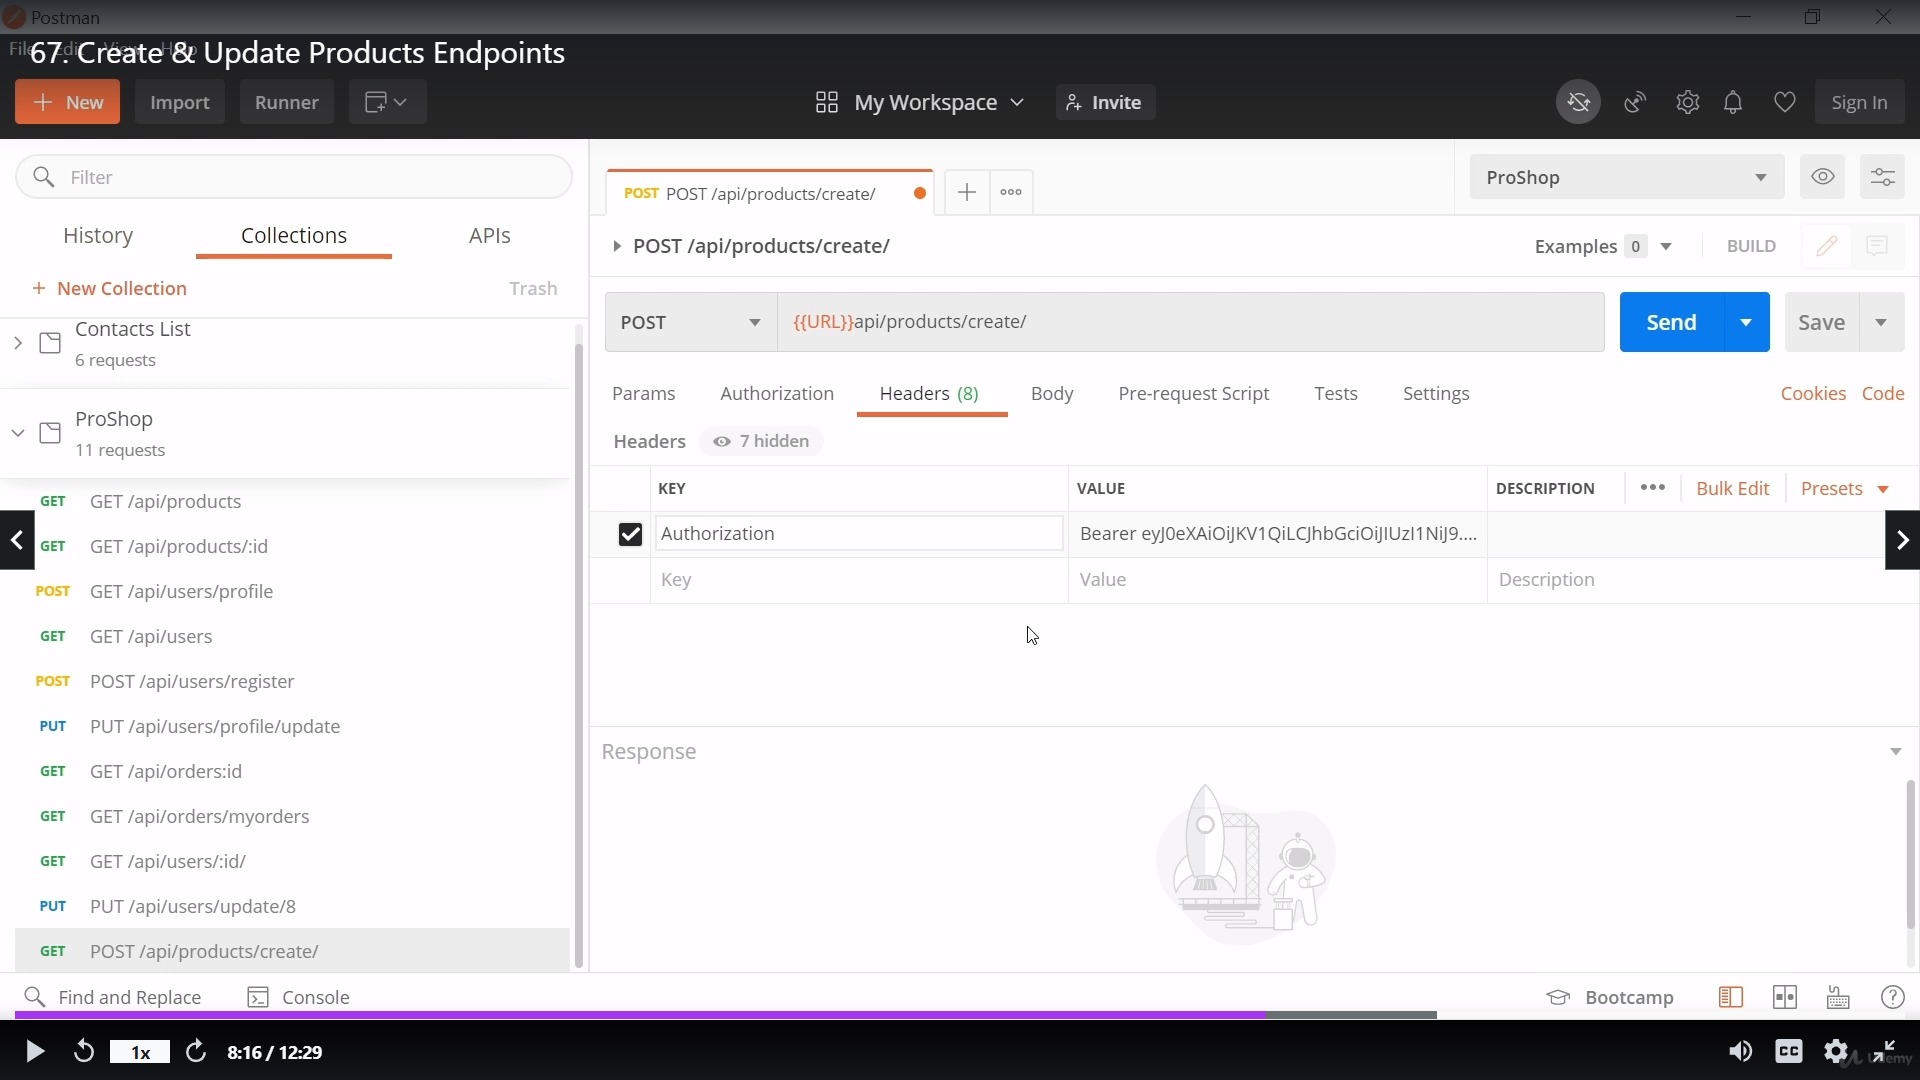 Postman
File Edit View Help
67. Create & Update Products Endpoints
+ New
Import
Runner
My Workspace
Invite
Sign In
Filter
History
Collections
APIs
+ New Collection
Trash
Contacts List
6 requests
ProShop
11 requests
GET GET /api/products
GET GET /api/products/:id
POST GET /api/users/profile
GET GET /api/users
POST POST /api/users/register
PUT PUT /api/users/profile/update
GET GET /api/orders:id
GET GET /api/orders/myorders
GET GET /api/users/:id/
PUT PUT /api/users/update/8
GET POST /api/products/create/
POST POST /api/products/create/
ProShop
POST /api/products/create/
Examples 0
BUILD
POST
{{URL}}api/products/create/
Send
Save
Params
Authorization
Headers (8)
Body
Pre-request Script
Tests
Settings
Cookies
Code
Headers
7 hidden
KEY
VALUE
DESCRIPTION
Bulk Edit
Presets
Authorization
Bearer eyJ0eXAiOiJKV1QiLCJhbGciOiJIUzI1NiJ9....
Key
Value
Description
Response
Find and Replace
Console
Bootcamp
1x
8:16 / 12:29
CC
Udemy